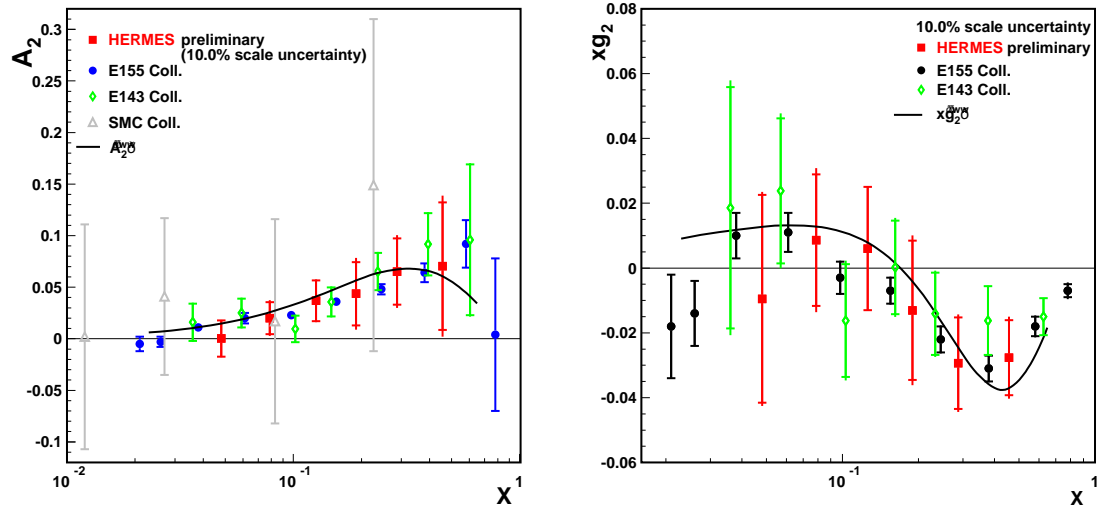 A2
0.3
0.25
0.2
0.15
0.1
0.05
0
-0.05
-0.1
HERMES preliminary
(10.0% scale uncertainty)
E155 Coll.
E143 Coll.
SMC Coll.
10-2
10-1
1
X
xg2
0.08
0.06
0.04
0.02
0
-0.02
-0.04
-0.06
10.0% scale uncertainty
HERMES preliminary
E155 Coll.
E143 Coll.
10-1
1
X